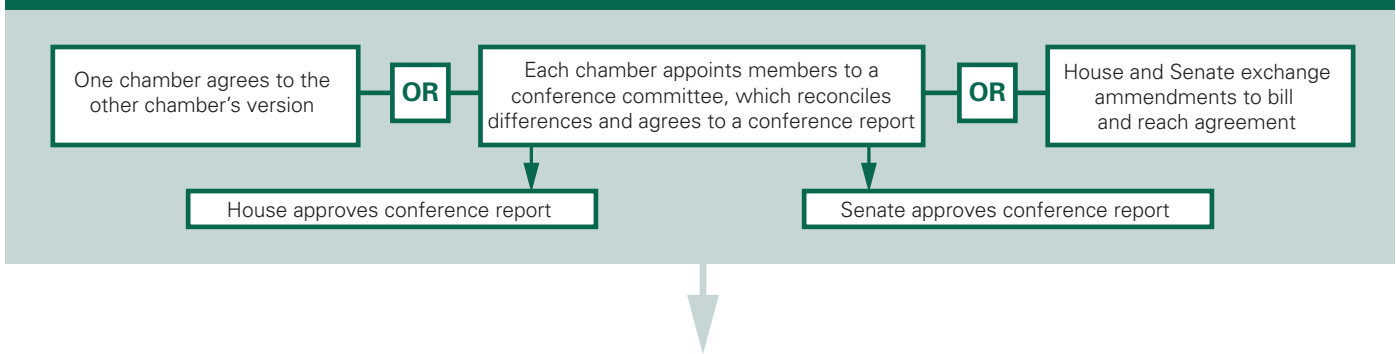 One chamber agrees to the
other chamber’s version
OR
Each chamber appoints members to a
conference committee, which reconciles
differences and agrees to a conference report
OR
House and Senate exchange
ammendments to bill
and reach agreement
House approves conference report
Senate approves conference report